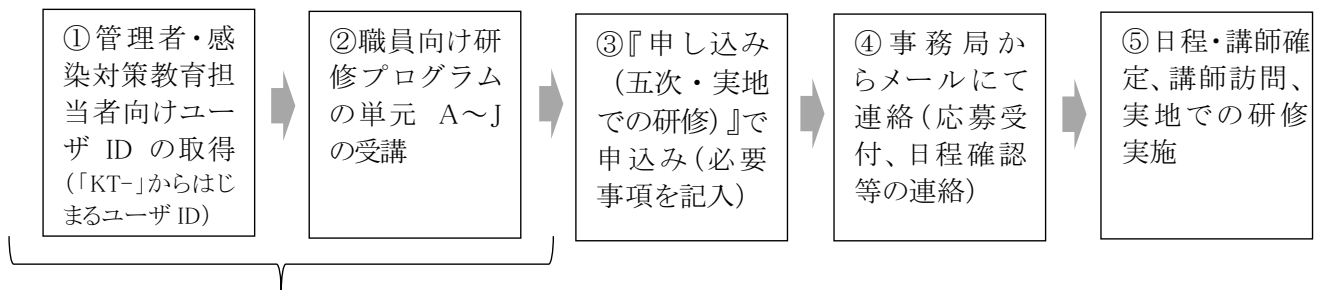 ①管理者・感
染対策教育担
当者向けユー
ザ ID の取得
(「KT-」からはじ
まるユーザ ID)
②職員向け研
修プログラム
の単元 A～J
の受講
③『申し込み
（五次・実地
での研修）』で
申込み(必要
事項を記入)
④事務局か
らメールにて
連絡(応募受
付、日程確認
等の連絡)
⑤日程・講師確
定、講師訪問、
実地での研修
実施